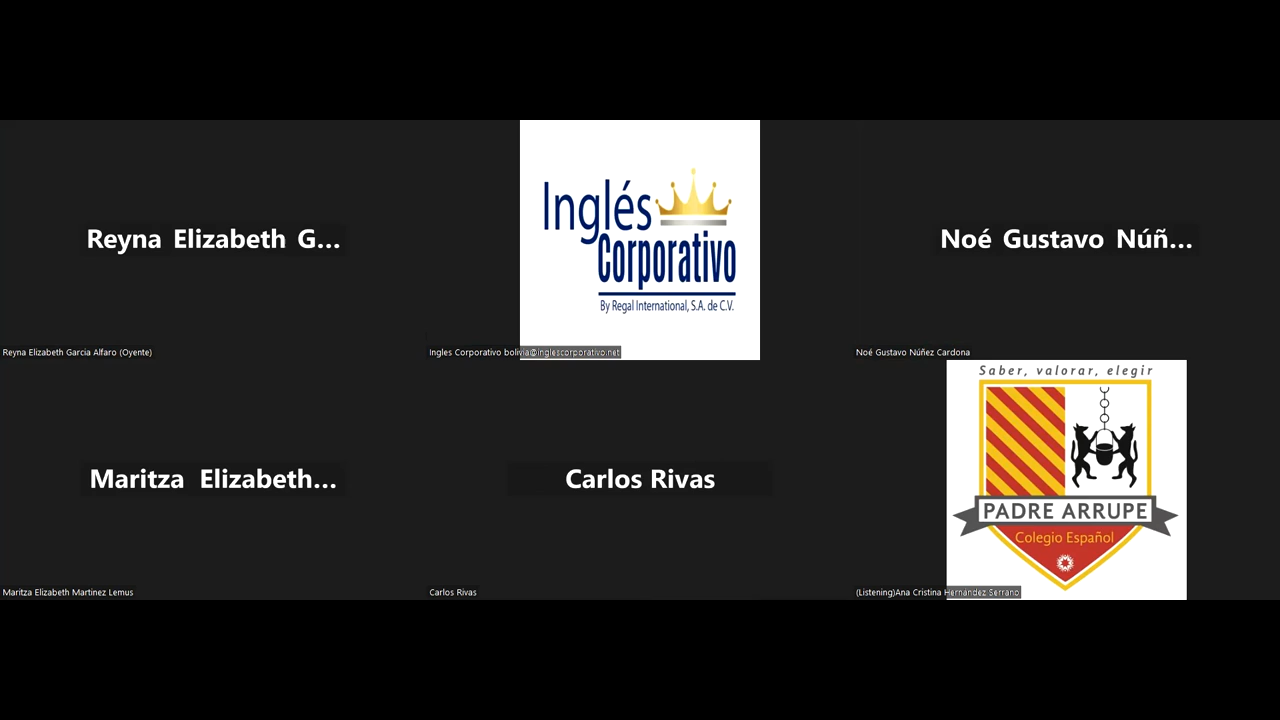 Reyna Elizabeth G...
Reyna Elizabeth Garcia Alfaro (Oyente)
Inglés
Corporativo
By Regal International, S.A. de C.V.
Ingles Corporativo bolivia@inglescorporativo.net
Noé Gustavo Núñ...
Noé Gustavo Núñez Cardona
Maritza Elizabeth...
Maritza Elizabeth Martinez Lemus
Carlos Rivas
Carlos Rivas
Saber, valorar, elegir
PADRE ARRUPE
Colegio Español
(Listening)Ana Cristina Hernández Serrano